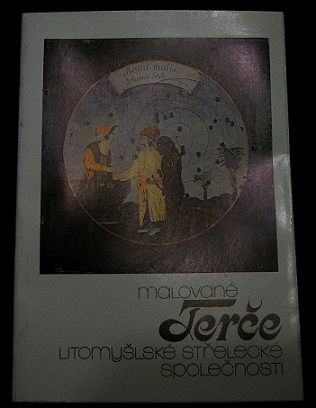 malované
Terče
LITOMYŠLSKÉ STŘELECKÉ
SPOLEČNOSTI